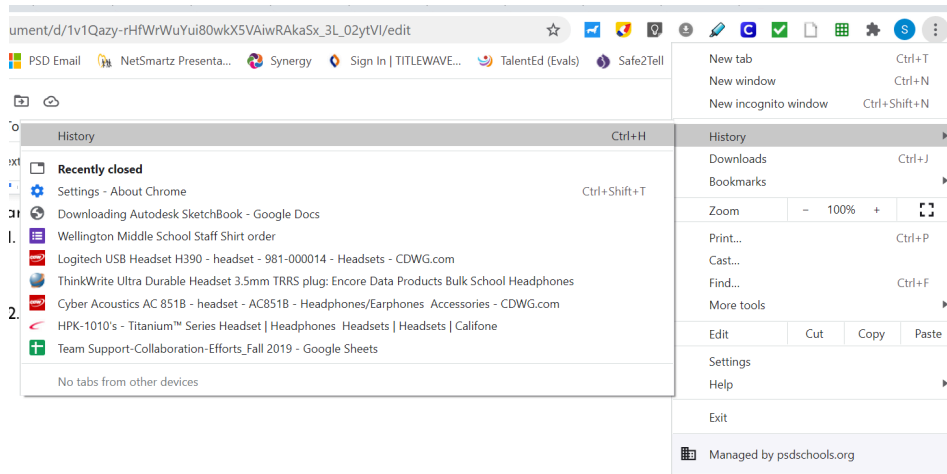 ument/d/1v1Qazy-rHfWrWuYui80wkX5VAiwRAkaSx_3L_02ytVI/edit C S
PSD Email NetSmartz Presenta... Synergy Sign In | TITLEWAVE... TalentEd (Evals) Safe2Tell
New tab Ctrl+T
New window Ctrl+N
New incognito window Ctrl+Shift+N
History Ctrl+H
Recently closed
Settings - About Chrome Ctrl+Shift+T
Downloading Autodesk SketchBook - Google Docs
Wellington Middle School Staff Shirt order
Logitech USB Headset H390 - headset - 981-000014 - Headsets - CDWG.com
ThinkWrite Ultra Durable Headset 3.5mm TRRS plug: Encore Data Products Bulk School Headphones
Cyber Acoustics AC 851B - headset - AC851B - Headphones/Earphones Accessories - CDWG.com
HPK-1010's - Titanium™ Series Headset | Headphones Headsets | Headsets | Califone
Team Support-Collaboration-Efforts_Fall 2019 - Google Sheets
No tabs from other devices
History
Downloads Ctrl+J
Bookmarks
Zoom - 100% +
Print... Ctrl+P
Cast...
Find... Ctrl+F
More tools
Edit Cut Copy Paste
Settings
Help
Exit
Managed by psdschools.org
1.
2.